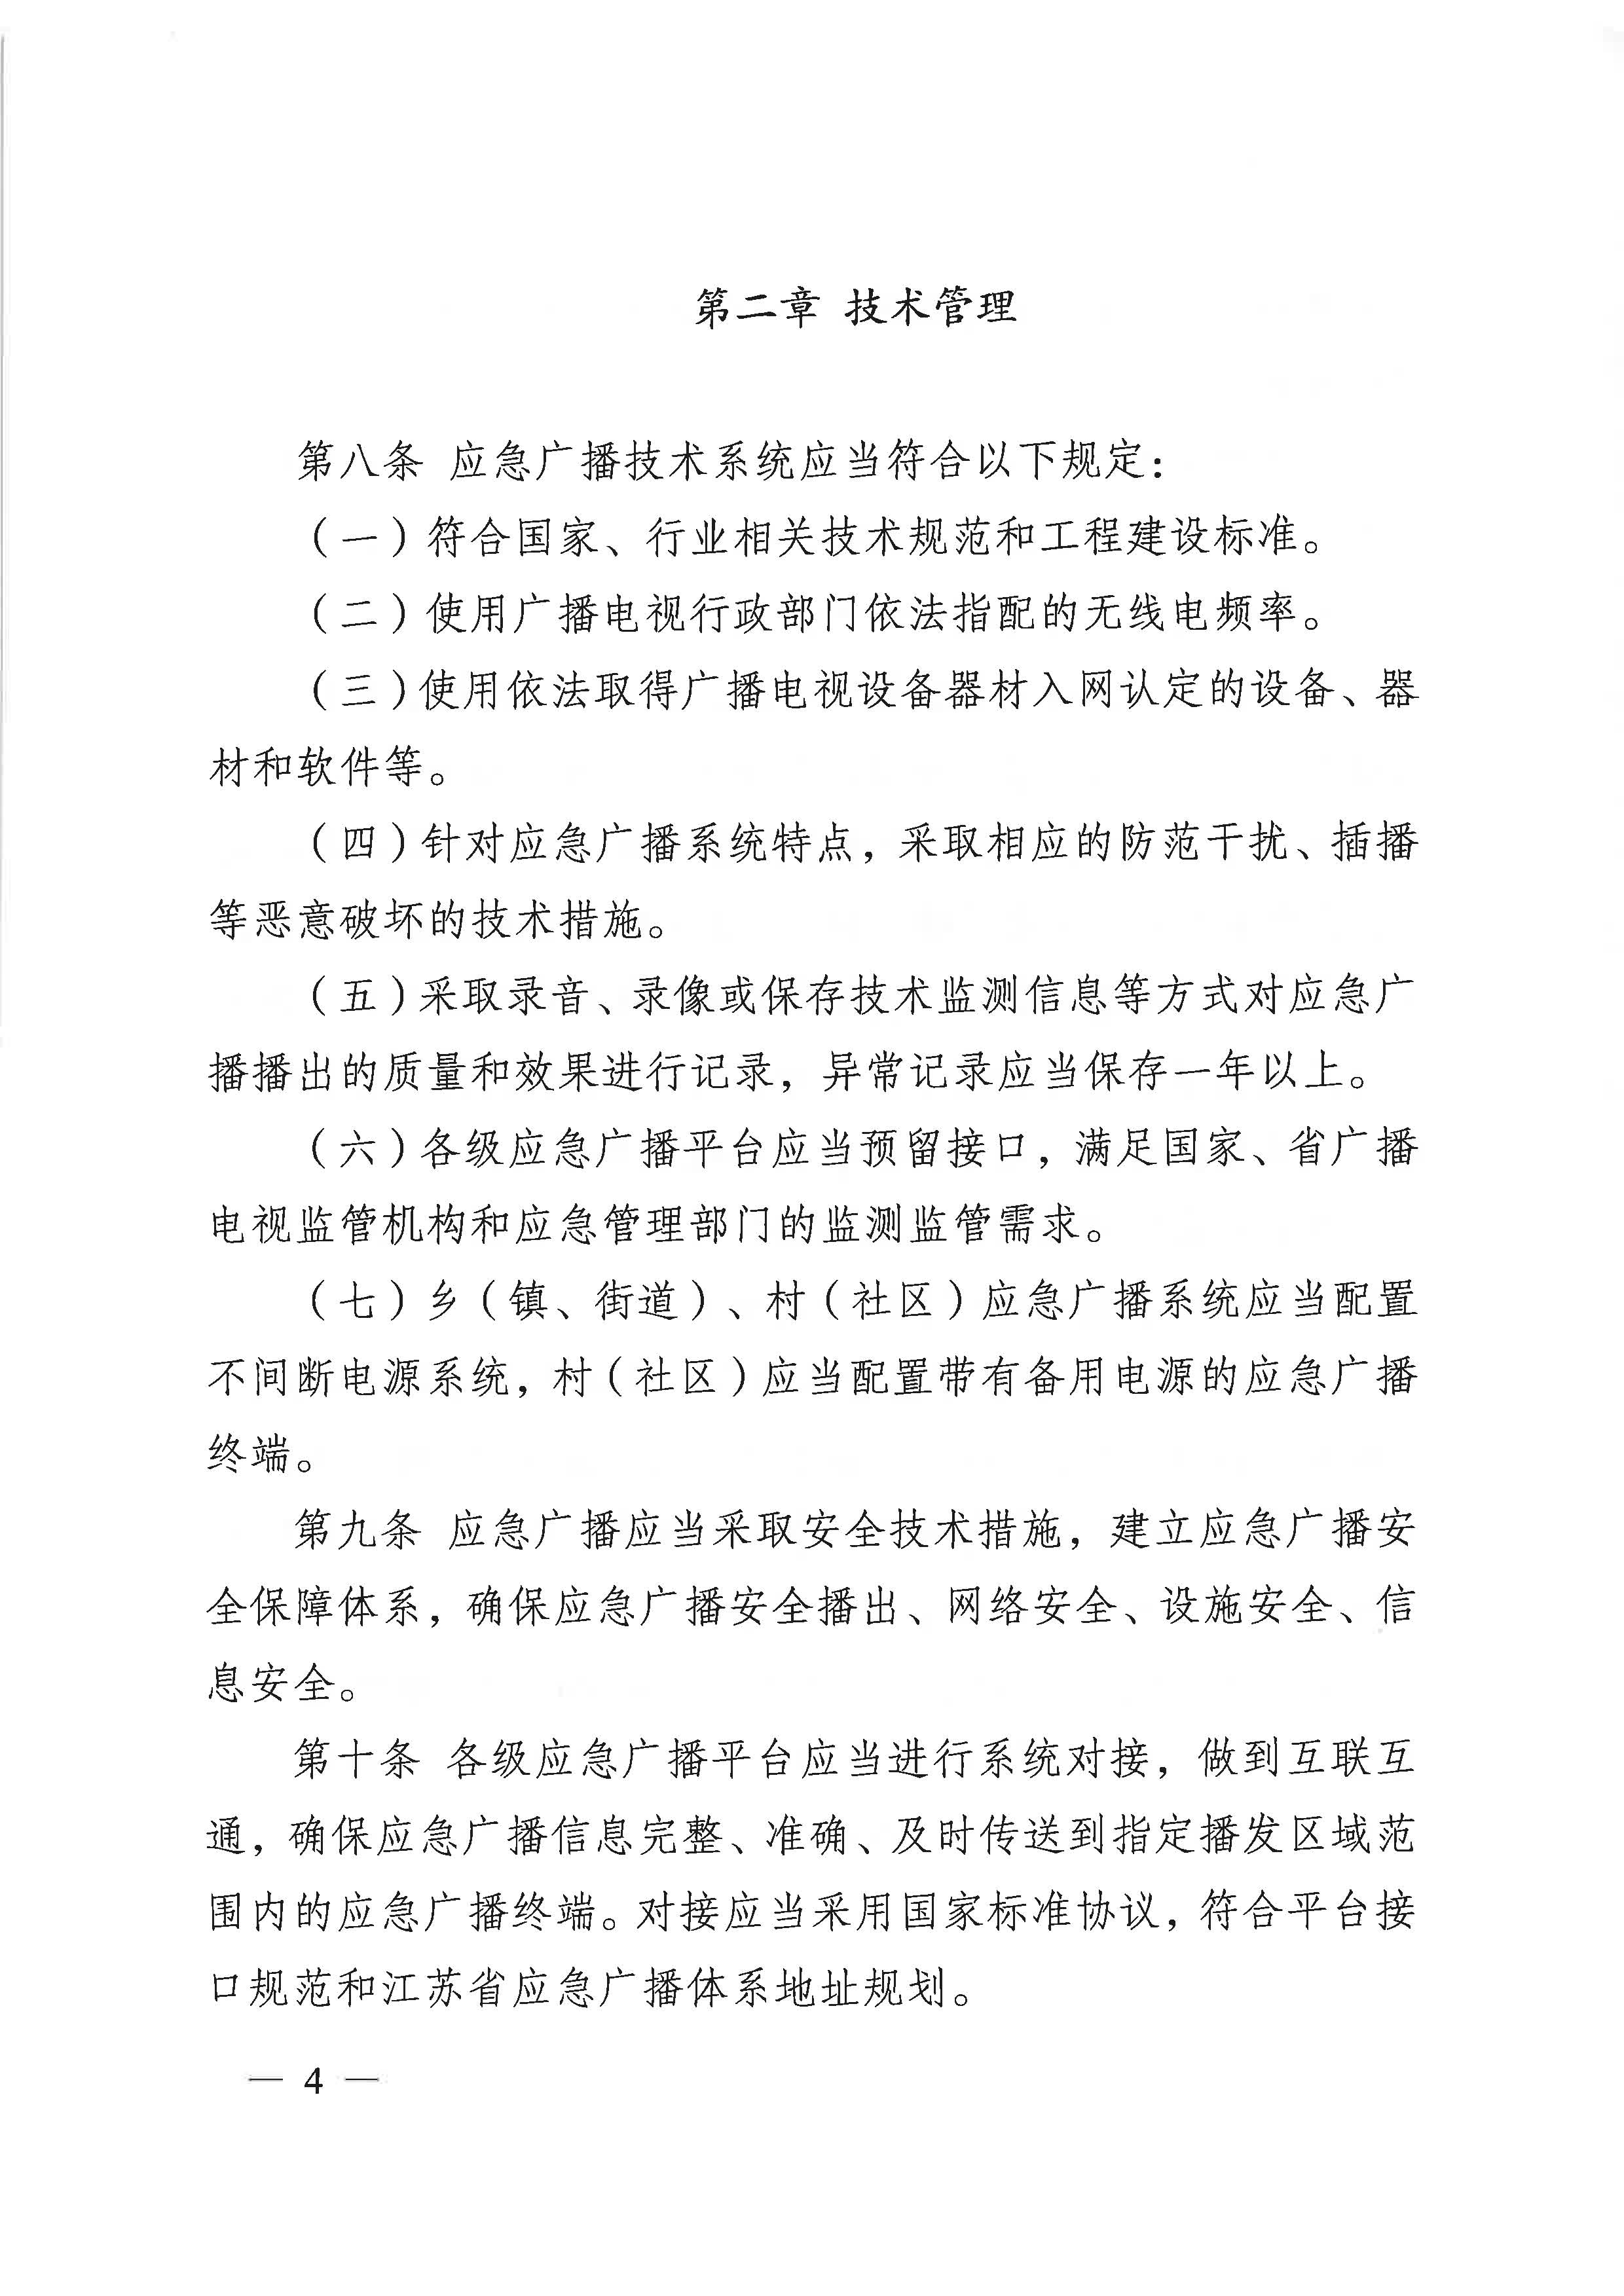 第二章 技术管理
第八条 应急广播技术系统应当符合以下规定：
（一）符合国家、行业相关技术规范和工程建设标准。
（二）使用广播电视行政部门依法指配的无线电频率。
（三）使用依法取得广播电视设备器材入网认定的设备、器
材和软件等。
（四）针对应急广播系统特点，采取相应的防范干扰、插播
等恶意破坏的技术措施。
（五）采取录音、录像或保存技术监测信息等方式对应急广
播播出的质量和效果进行记录，异常记录应当保存一年以上。
（六）各级应急广播平台应当预留接口，满足国家、省广播
电视监管机构和应急管理部门的监测监管需求。
（七）乡（镇、街道）、村（社区）应急广播系统应当配置
不间断电源系统，村（社区）应当配置带有备用电源的应急广播
终端。
第九条 应急广播应当采取安全技术措施，建立应急广播安
全保障体系，确保应急广播安全播出、网络安全、设施安全、信
息安全。
第十条 各级应急广播平台应当进行系统对接，做到互联互
通，确保应急广播信息完整、准确、及时传送到指定播发区域范
围内的应急广播终端。对接应当采用国家标准协议，符合平台接
口规范和江苏省应急广播体系地址规划。
— 4 —